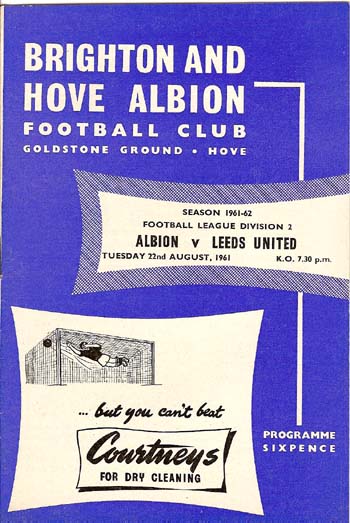 BRIGHTON AND
HOVE ALBION
FOOTBALL CLUB
GOLDSTONE GROUND • HOVE
SEASON 1961-62
FOOTBALL LEAGUE DIVISION 2
ALBION v LEEDS UNITED
TUESDAY 22nd AUGUST, 1961 K.O. 7.30 p.m.
... but you can't beat
Courtneys!
FOR DRY CLEANING
PROGRAMME
SIXPENCE